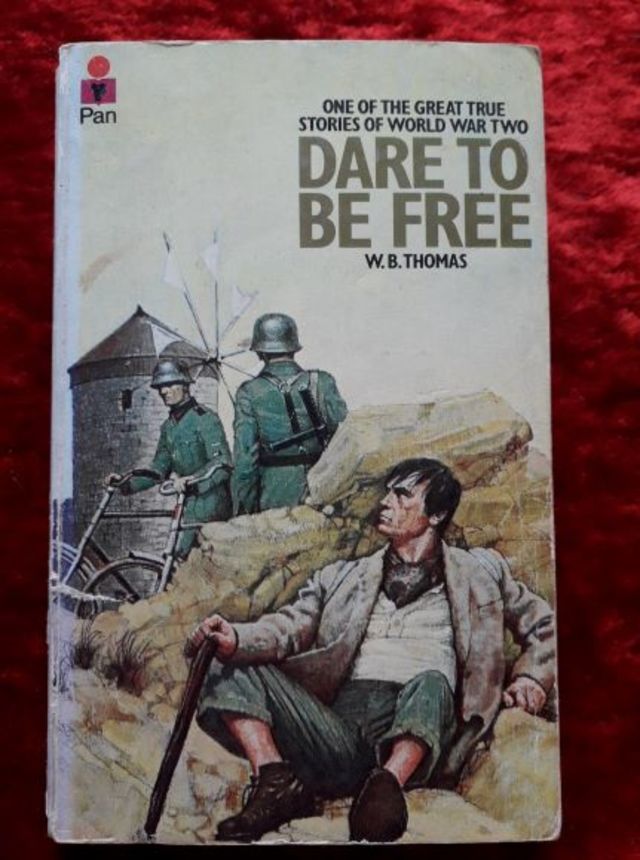 Pan
ONE OF THE GREAT TRUE
STORIES OF WORLD WAR TWO
DARE TO
BE FREE
W.B.THOMAS